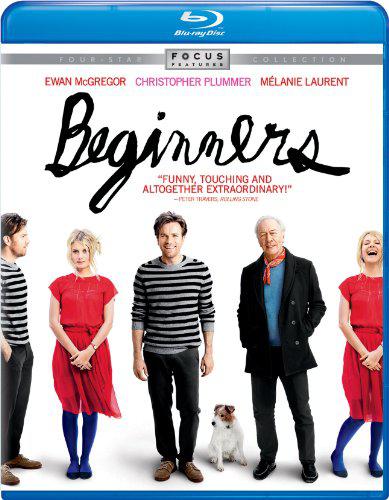 Blu-ray Disc
FOUR-STAR FOCUS FEATURES COLLECTION
EWAN McGREGOR CHRISTOPHER PLUMMER MÉLANIE LAURENT
Beginners
"FUNNY, TOUCHING AND
ALTOGETHER EXTRAORDINARY!"
—PETER TRAVERS, ROLLING STONE